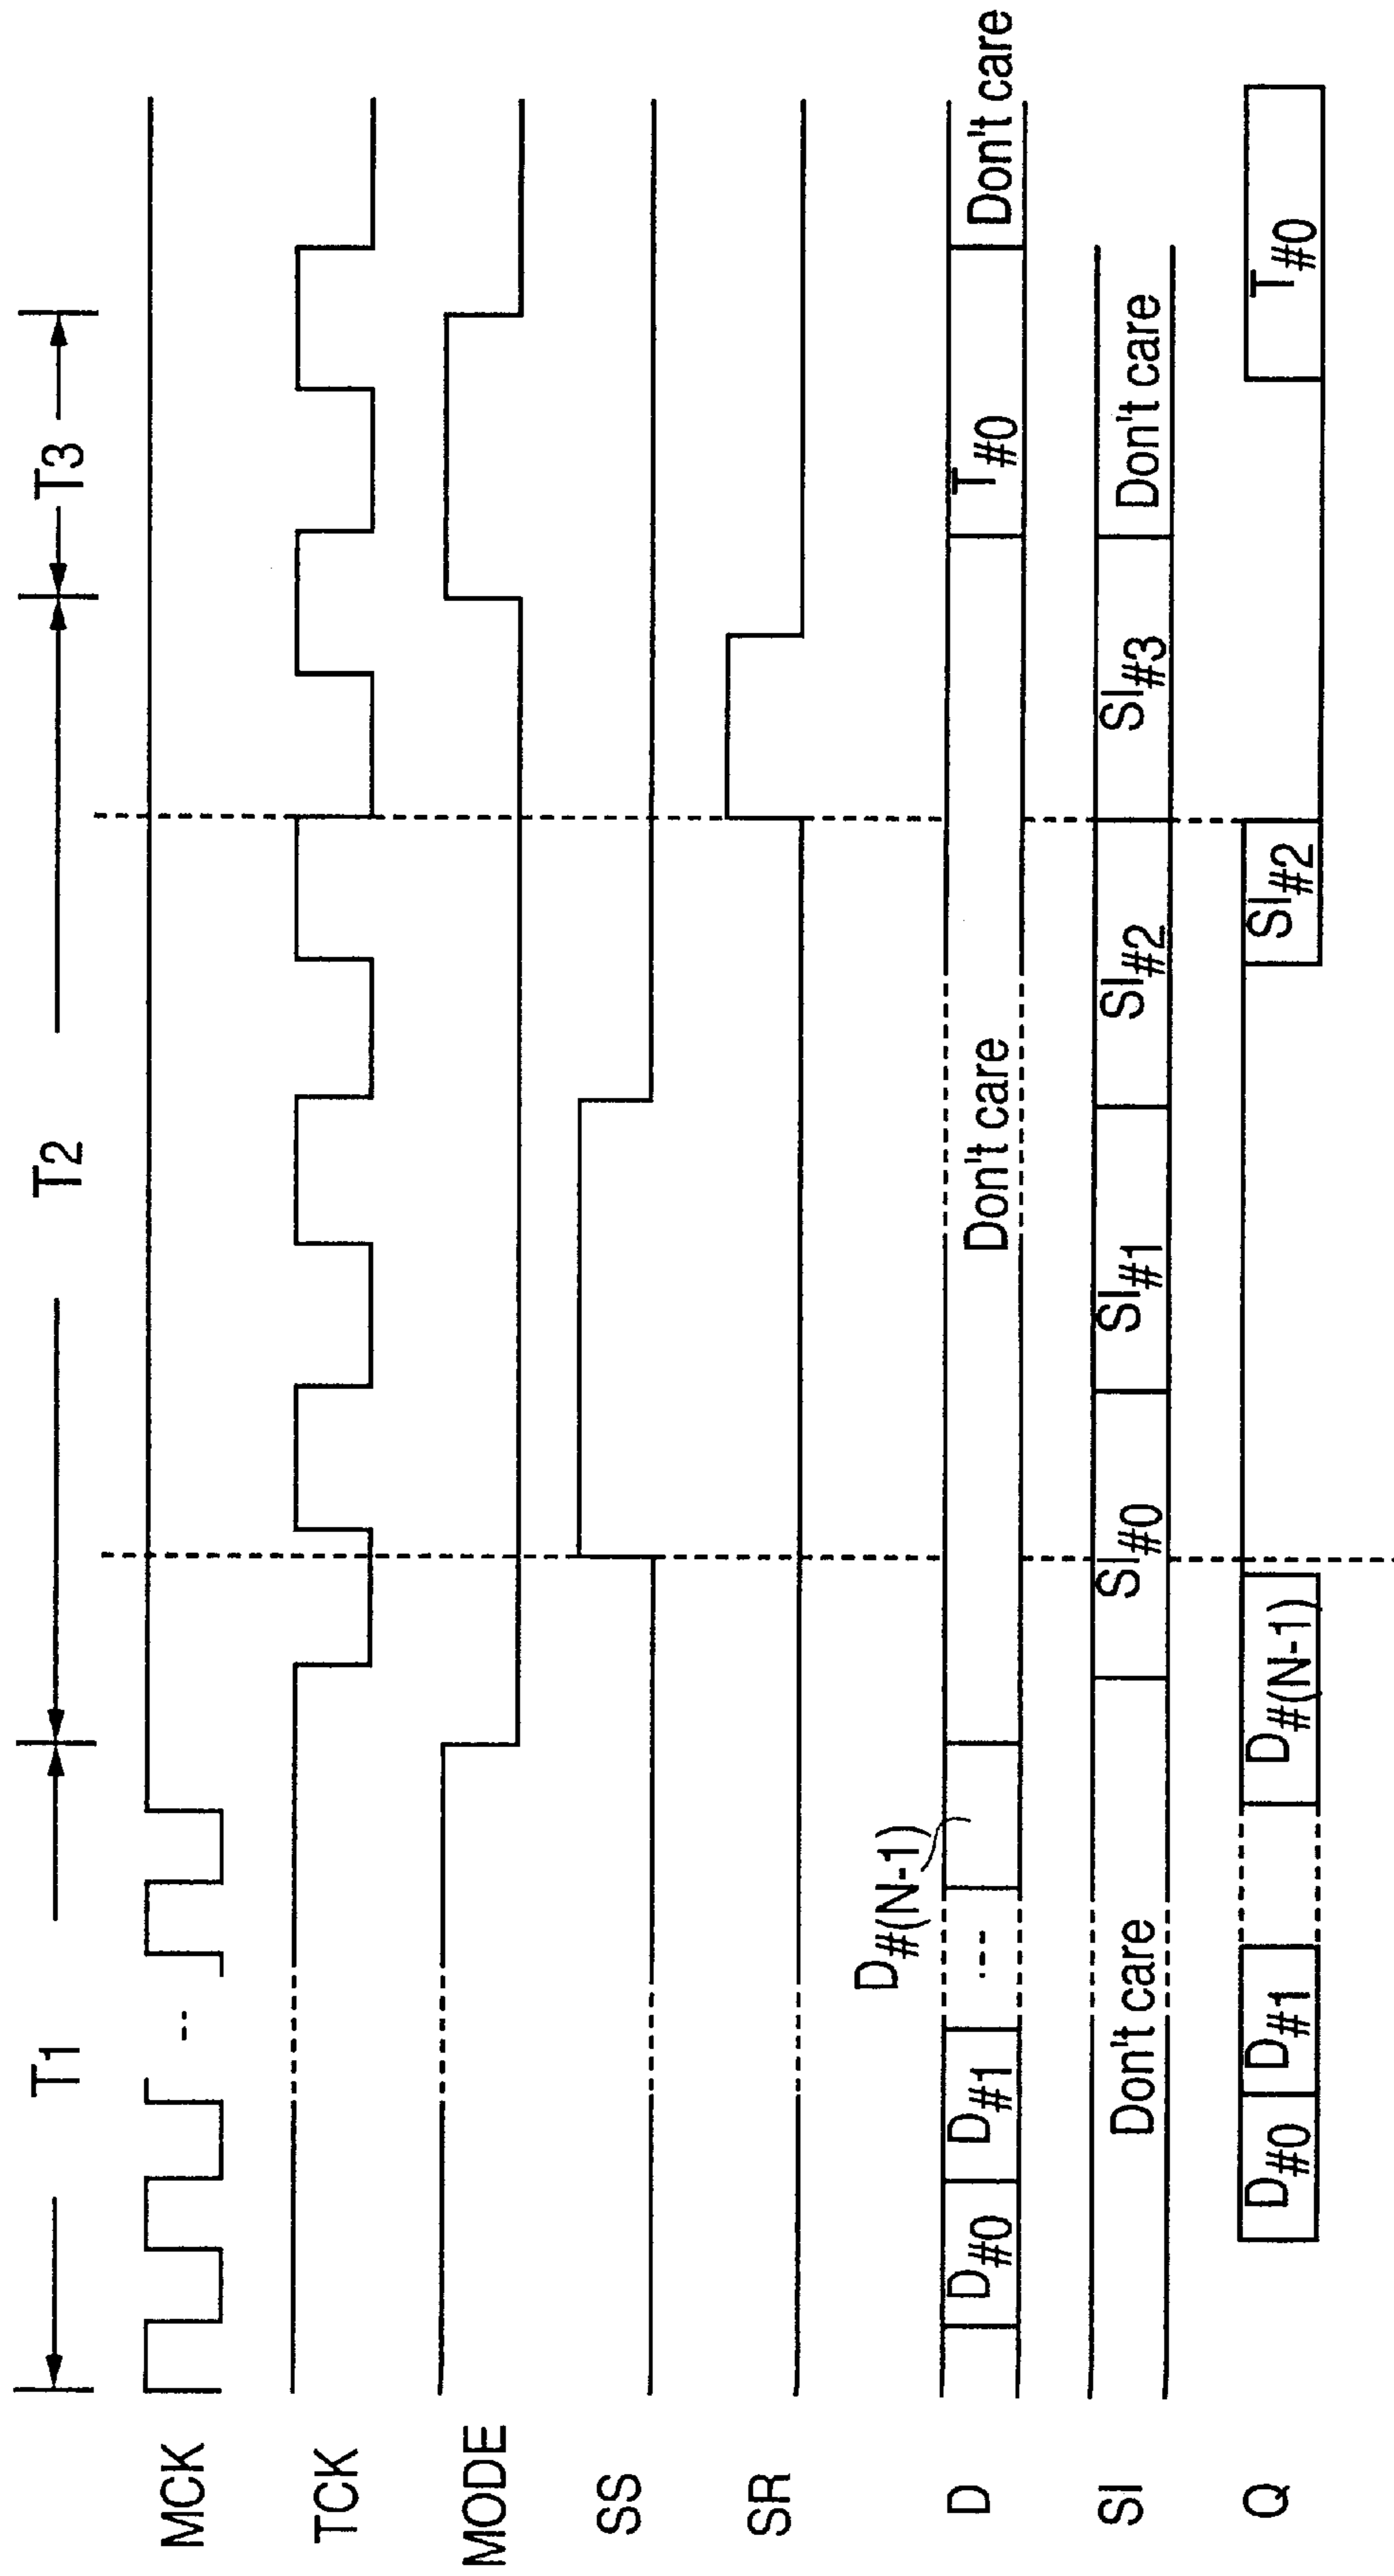 T1 T2 T3
MCK --
TCK
MODE
SS
SR
D#(N-1)
D D#0 D#1 --- Don't care T#0 Don't care
SI Don't care SI#0 SI#1 SI#2 SI#3 Don't care
Q D#0 D#1 D#(N-1) SI#2 T#0